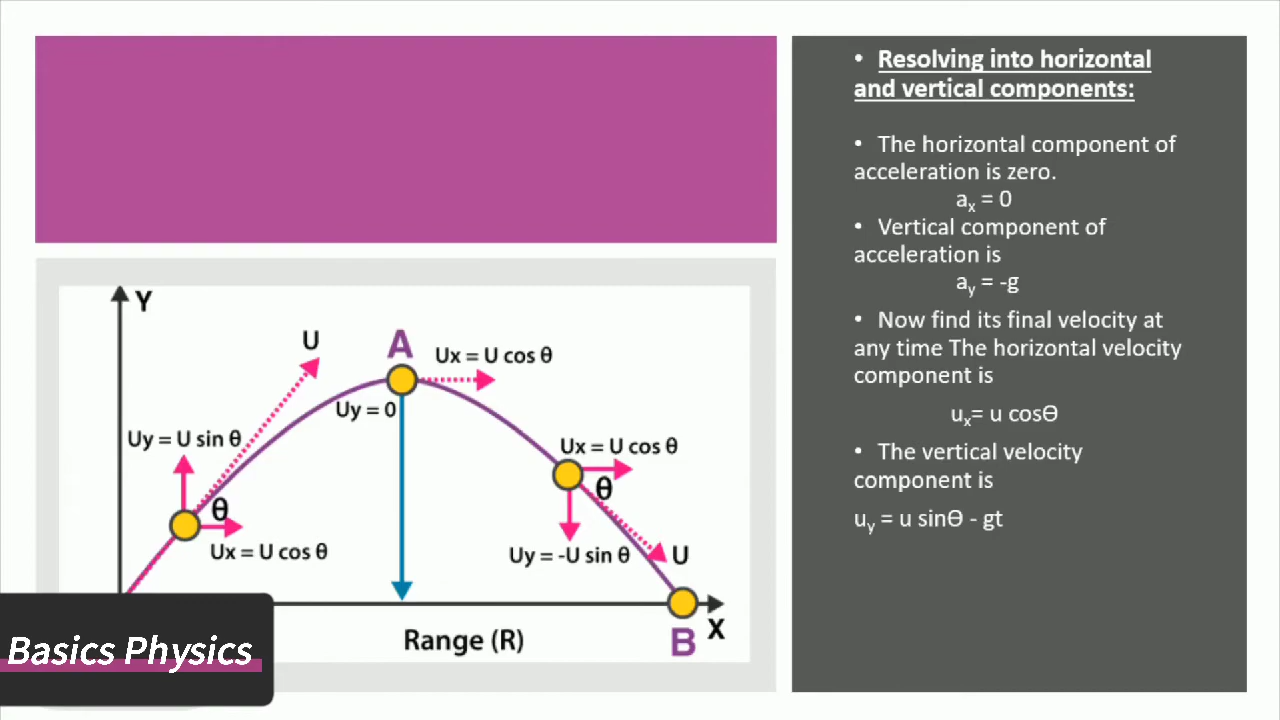 • Resolving into horizontal
and vertical components:
• The horizontal component of
acceleration is zero.
aₓ = 0
• Vertical component of
acceleration is
a_y = -g
• Now find its final velocity at
any time The horizontal velocity
component is
uₓ= u cosϴ
• The vertical velocity
component is
u_y = u sinϴ - gt
Y
U
A
Ux = U cos θ
Uy = 0
Uy = U sin θ
θ
Ux = U cos θ
Ux = U cos θ
θ
Uy = -U sin θ
U
X
B
Range (R)
Basics Physics